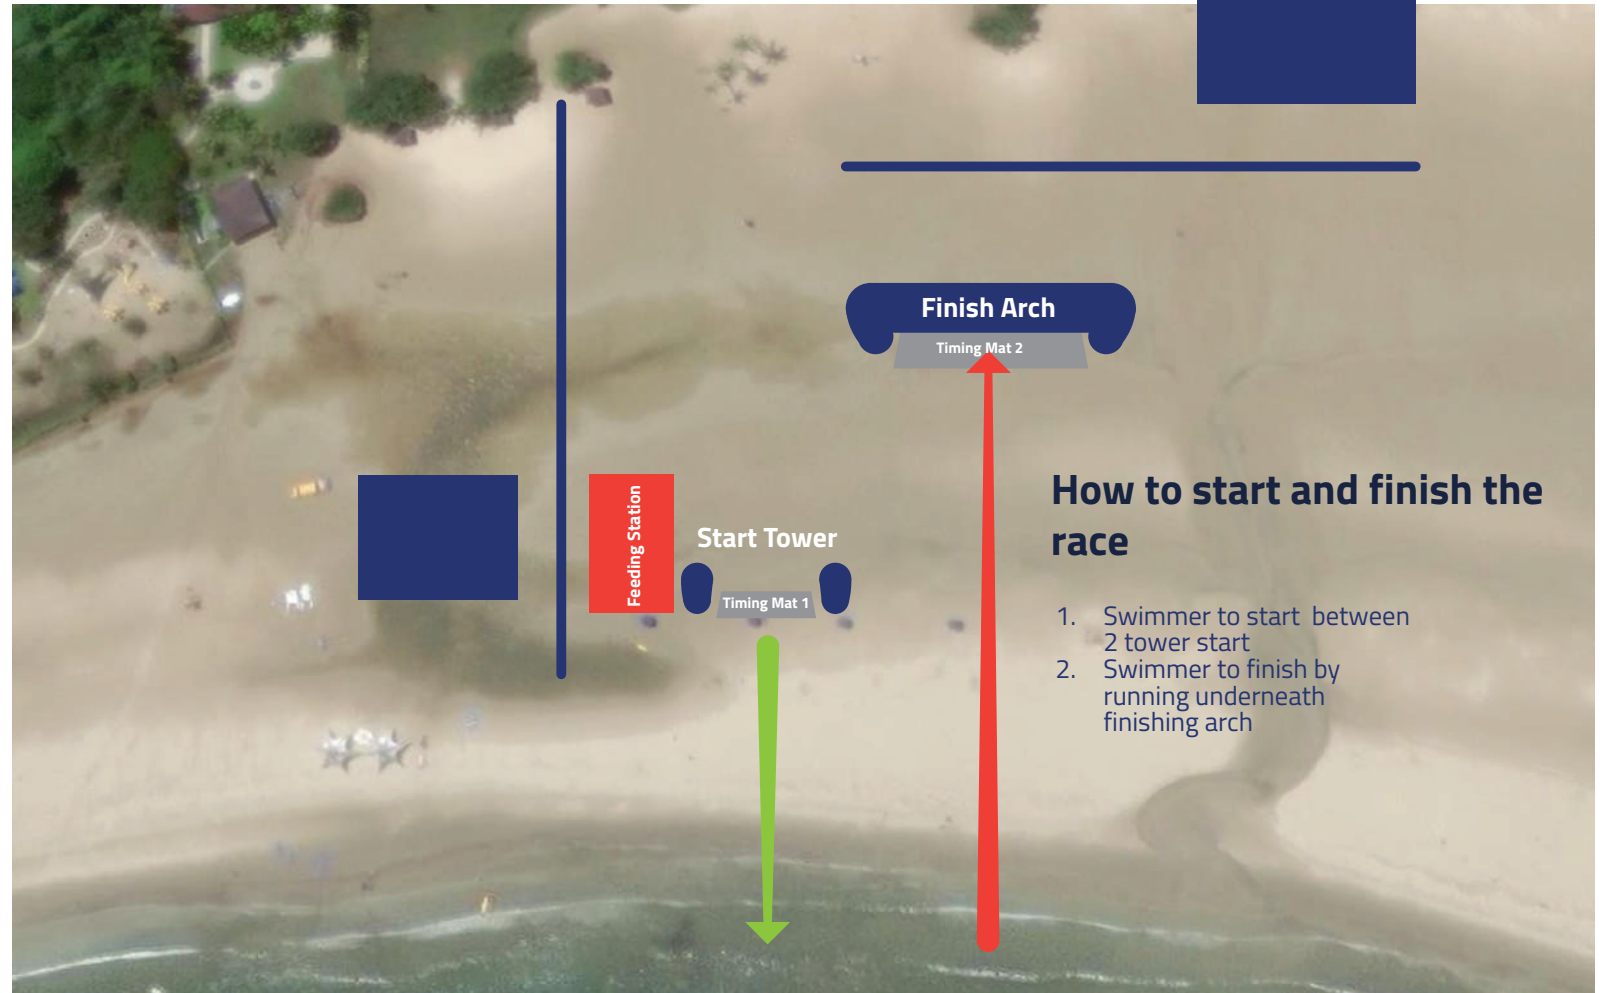 Finish Arch
Timing Mat 2
How to start and finish the
race
Feeding Station
Start Tower
Timing Mat 1
1. Swimmer to start between
2 tower start
2. Swimmer to finish by
running underneath
finishing arch